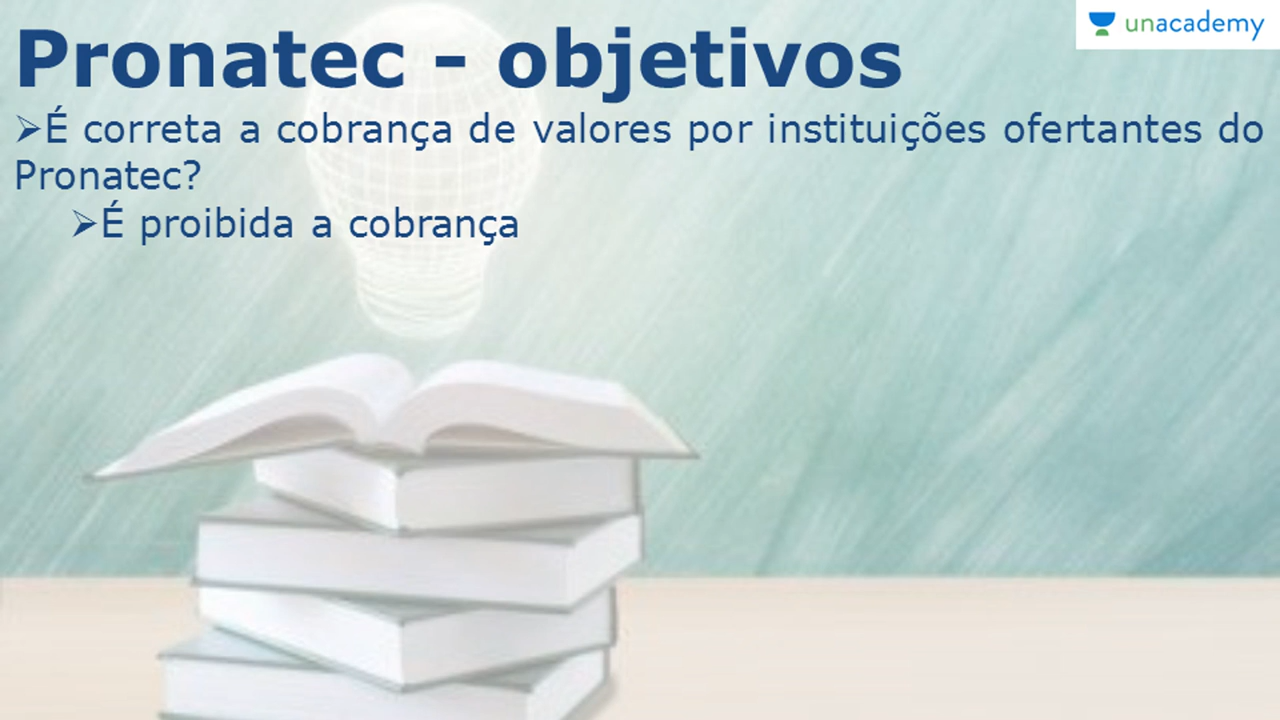 unacademy
Pronatec - objetivos
➢É correta a cobrança de valores por instituições ofertantes do
Pronatec?
➢É proibida a cobrança